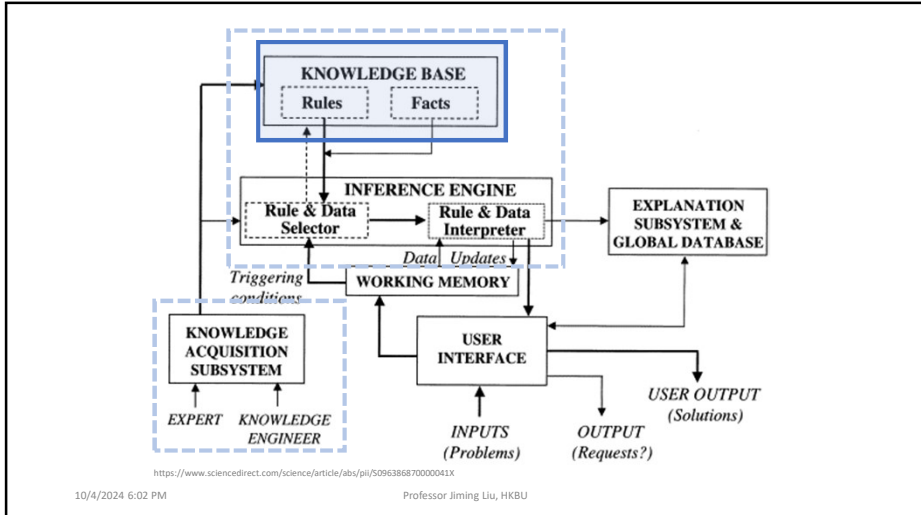 KNOWLEDGE BASE
Rules
Facts
INFERENCE ENGINE
Rule & Data
Selector
Rule & Data
Interpreter
EXPLANATION
SUBSYSTEM &
GLOBAL DATABASE
Data
Updates
Triggering
conditions
WORKING MEMORY
KNOWLEDGE
ACQUISITION
SUBSYSTEM
USER
INTERFACE
EXPERT
KNOWLEDGE
ENGINEER
INPUTS
(Problems)
OUTPUT
(Requests?)
USER OUTPUT
(Solutions)
https://www.sciencedirect.com/science/article/abs/pii/S096386870000041X
10/4/2024 6:02 PM
Professor Jiming Liu, HKBU